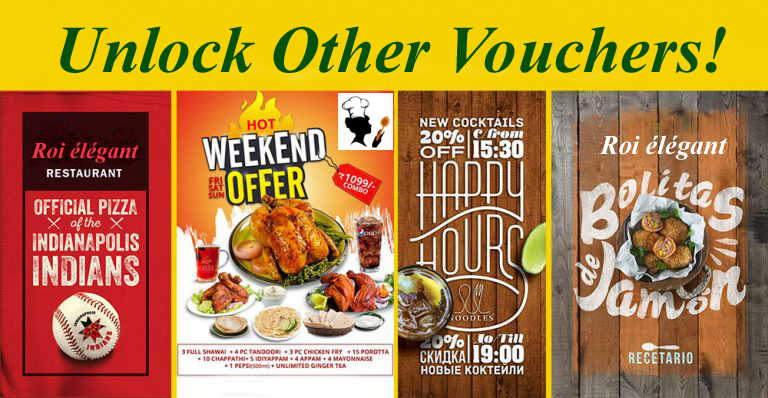 Unlock Other Vouchers!
Roi élégant
RESTAURANT
OFFICIAL PIZZA
of the
INDIANAPOLIS
INDIANS
INDIANAPOLIS
INDIANS
HOT
WEEKEND
FRI
SAT
SUN
OFFER
₹1099/-
COMBO
pepsi
3 FULL SHAWAI + 4 PC TANDOORI + 3 PC CHICKEN FRY + 15 POROTTA
+ 10 CHAPPATHI+ 5 IDIYAPPAM + 4 APPAM + 4 MAYONNAISE
+ 1 PEPSI(500ml) + UNLIMITED GINGER TEA
NEW COCKTAILS
20% с/from
OFF 15:30
HAPPY
HOURS
NOODLES
20% до/till
СКИДКА 19:00
НОВЫЕ КОКТЕЙЛИ
Roi élégant
Bolitas
de Jamón
RECETARIO